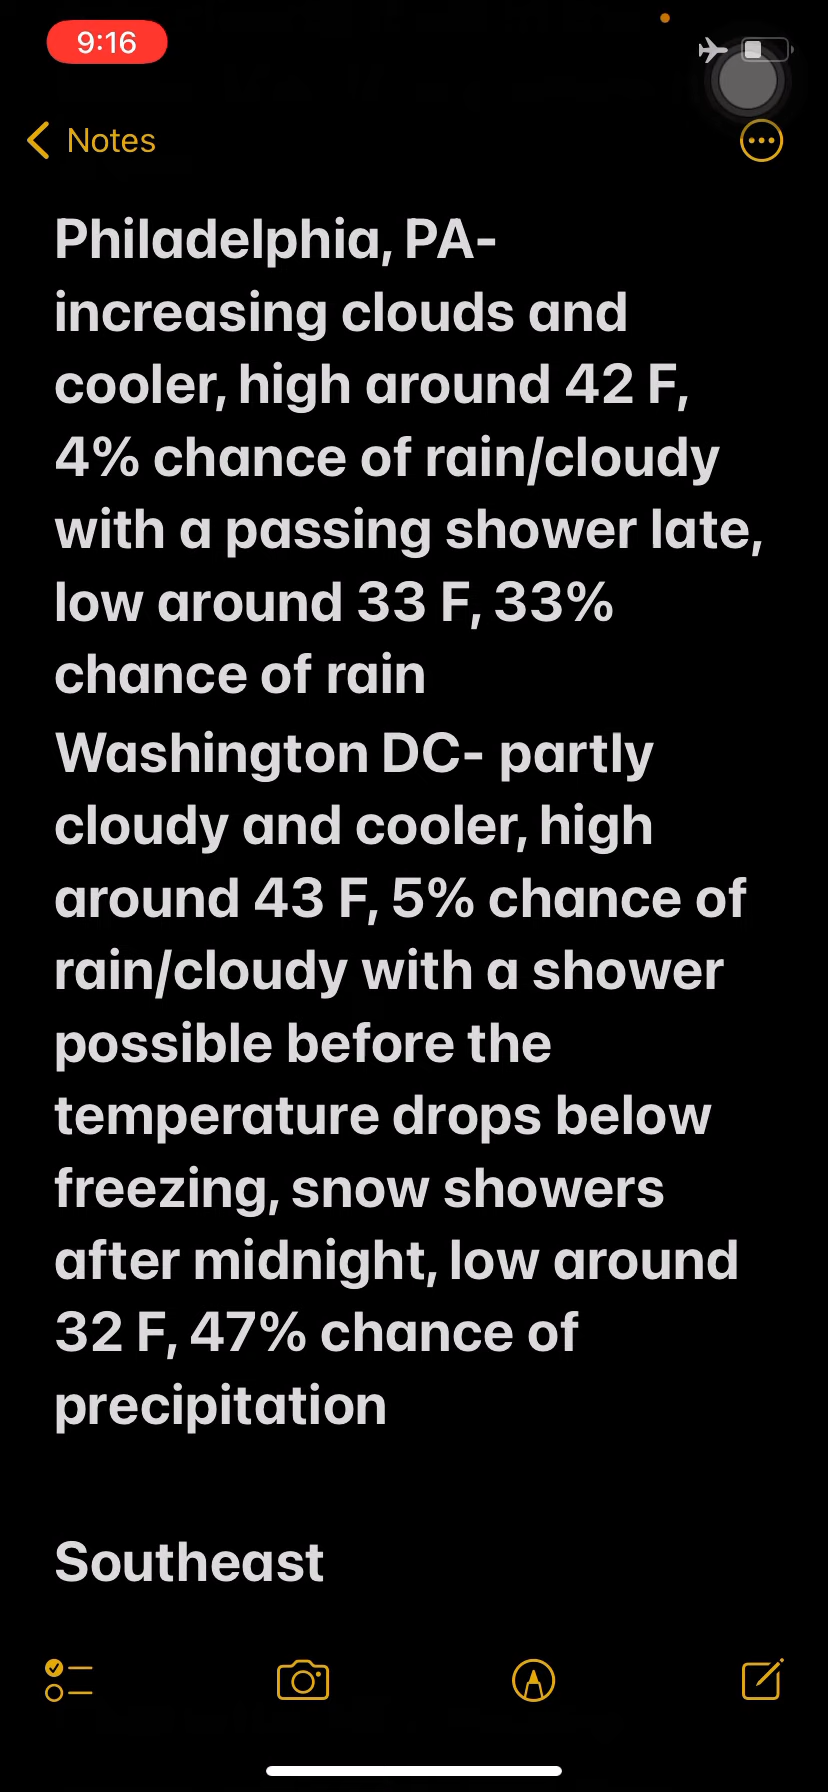 9:16
Notes
Philadelphia, PA-
increasing clouds and
cooler, high around 42 F,
4% chance of rain/cloudy
with a passing shower late,
low around 33 F, 33%
chance of rain
Washington DC- partly
cloudy and cooler, high
around 43 F, 5% chance of
rain/cloudy with a shower
possible before the
temperature drops below
freezing, snow showers
after midnight, low around
32 F, 47% chance of
precipitation
Southeast